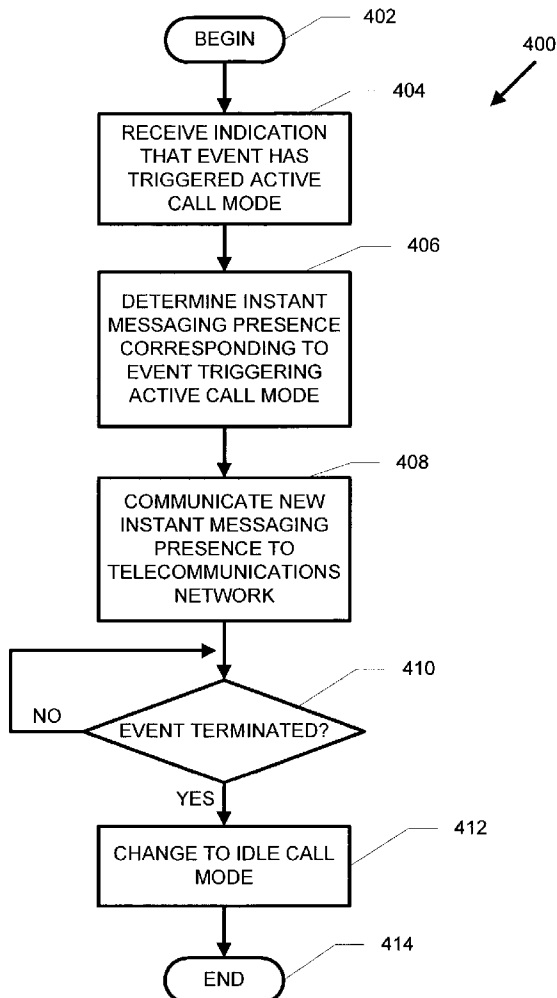 BEGIN
402
400
404
RECEIVE INDICATION
THAT EVENT HAS
TRIGGERED ACTIVE
CALL MODE
406
DETERMINE INSTANT
MESSAGING PRESENCE
CORRESPONDING TO
EVENT TRIGGERING
ACTIVE CALL MODE
408
COMMUNICATE NEW
INSTANT MESSAGING
PRESENCE TO
TELECOMMUNICATIONS
NETWORK
410
NO
EVENT TERMINATED?
YES
412
CHANGE TO IDLE CALL
MODE
414
END